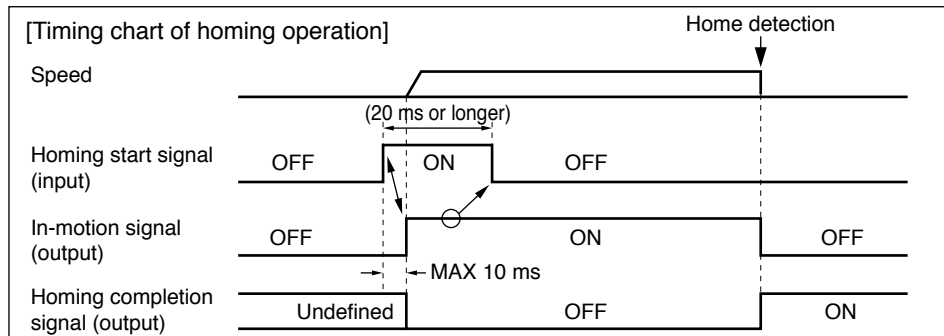 [Timing chart of homing operation]
Home detection
Speed
(20 ms or longer)
Homing start signal
(input)
OFF ON OFF
In-motion signal
(output)
OFF ON OFF
MAX 10 ms
Homing completion
signal (output)
Undefined OFF ON